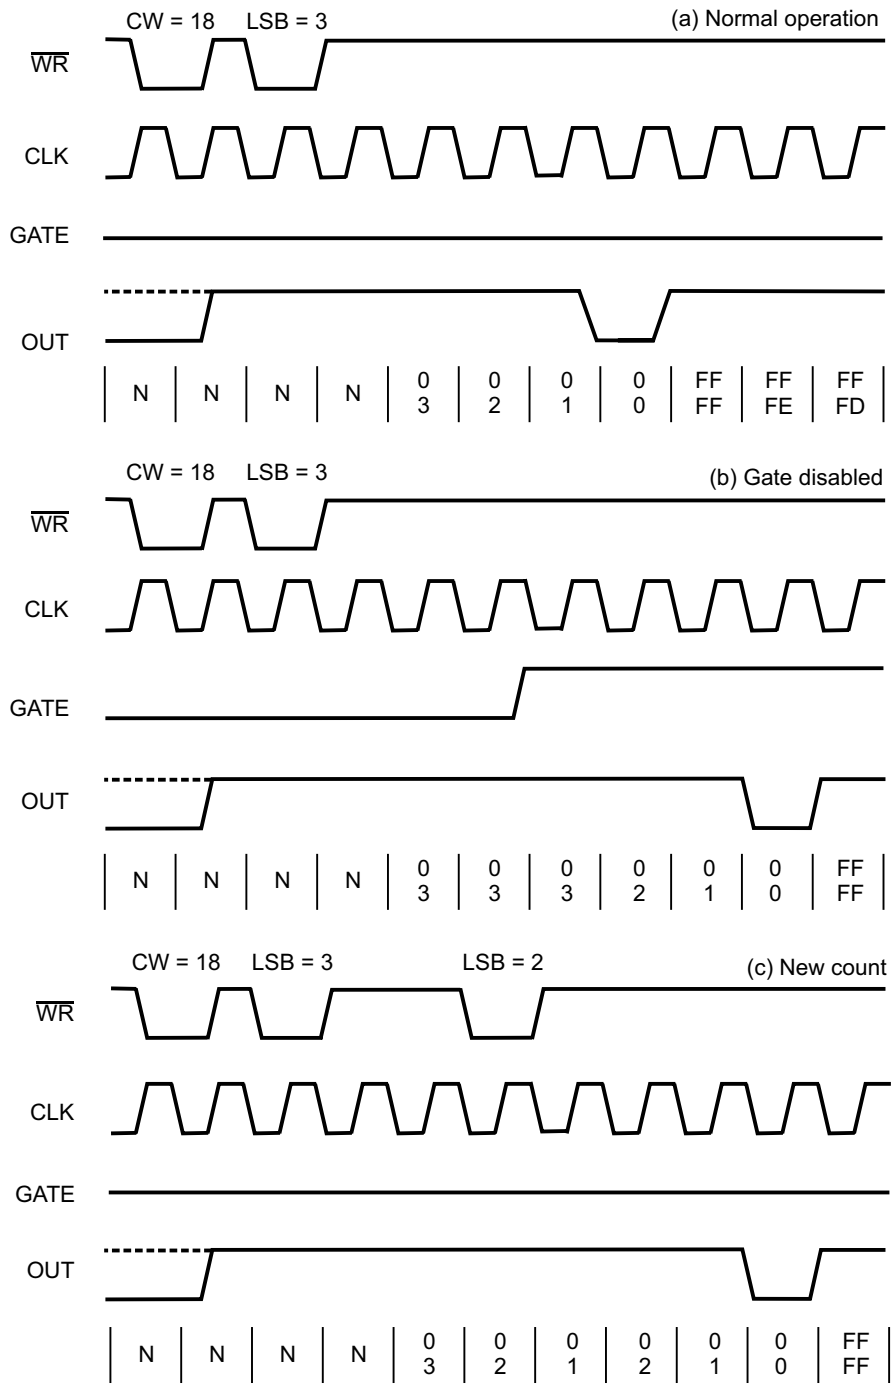 CW = 18 LSB = 3 (a) Normal operation
WR
CLK
GATE
OUT
N N N N 0 0 0 0 FF FF FF
3 2 1 0 FF FE FD
CW = 18 LSB = 3 (b) Gate disabled
WR
CLK
GATE
OUT
N N N N 0 0 0 0 0 0 FF
3 3 3 2 1 0 FF
CW = 18 LSB = 3 LSB = 2 (c) New count
WR
CLK
GATE
OUT
N N N N 0 0 0 0 0 0 FF
3 2 1 2 1 0 FF